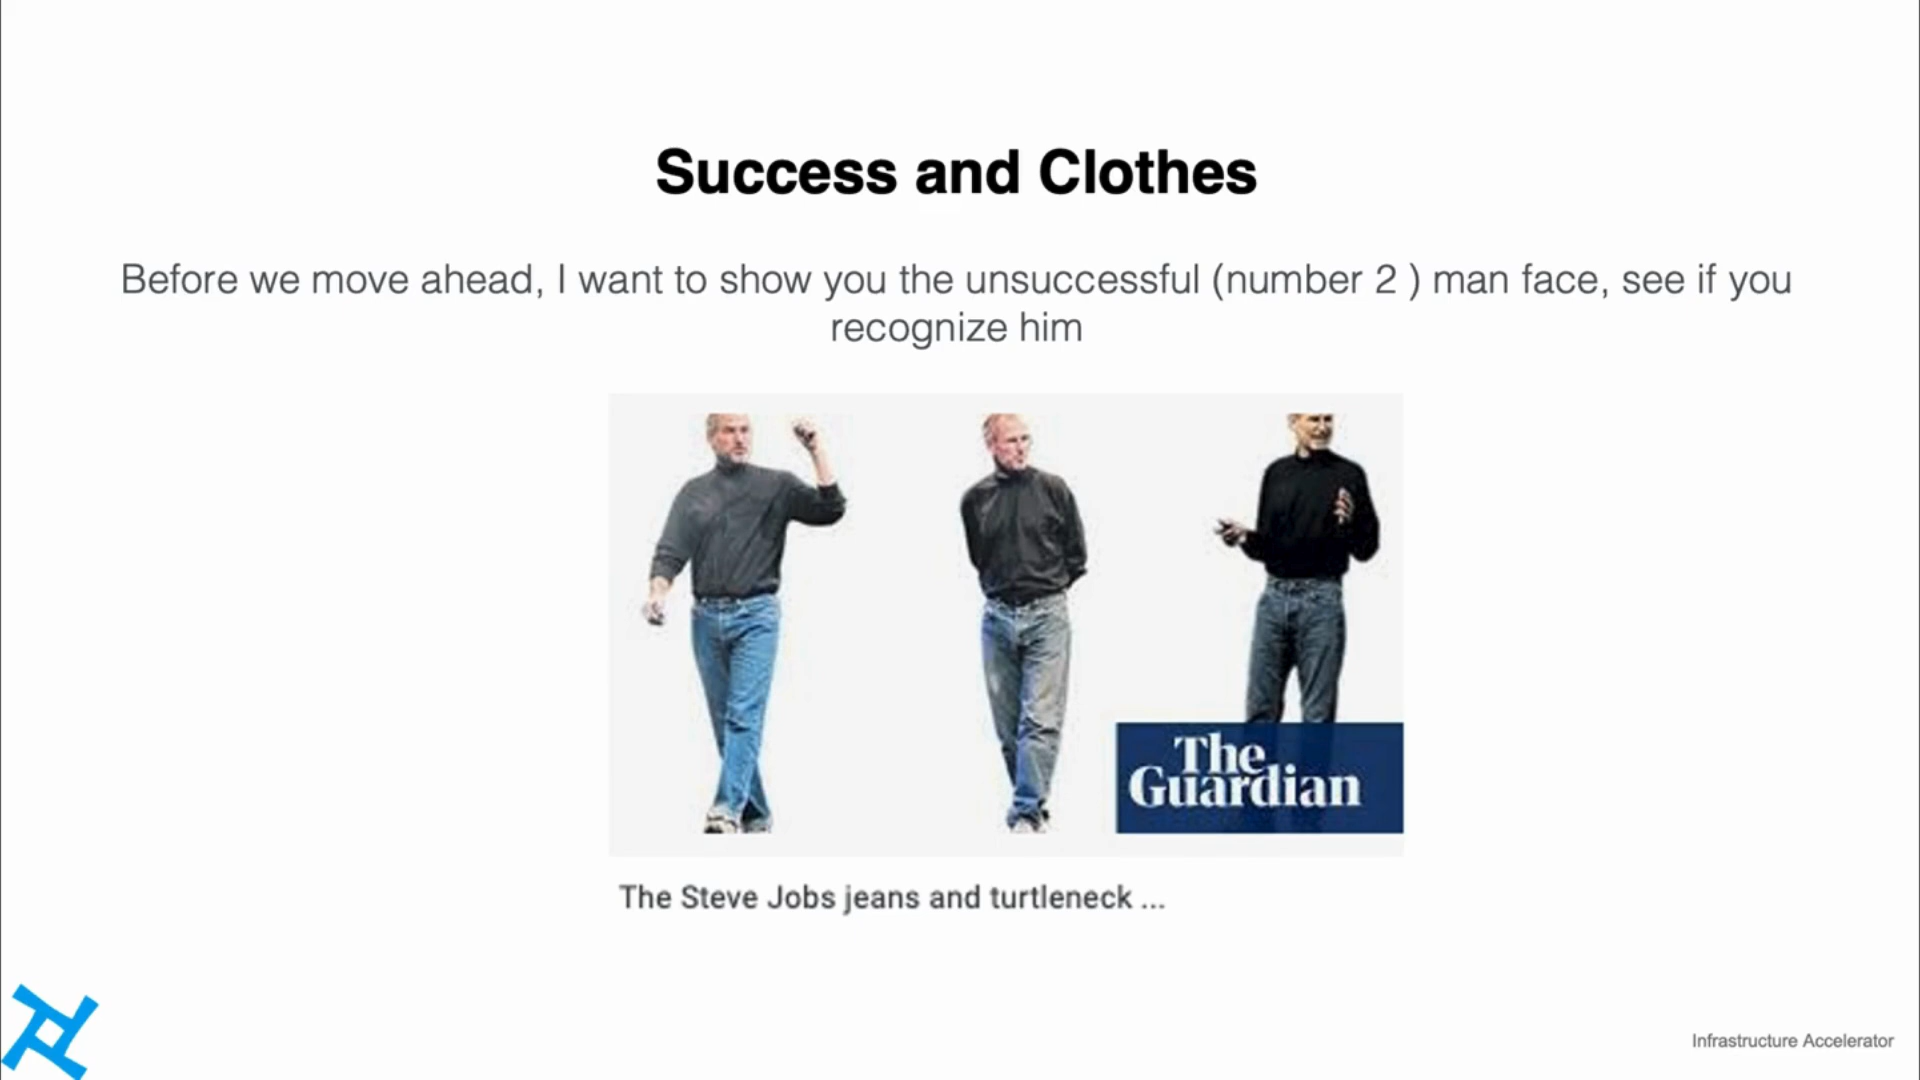 Success and Clothes
Before we move ahead, I want to show you the unsuccessful (number 2 ) man face, see if you
recognize him
The
Guardian
The Steve Jobs jeans and turtleneck ...
Infrastructure Accelerator